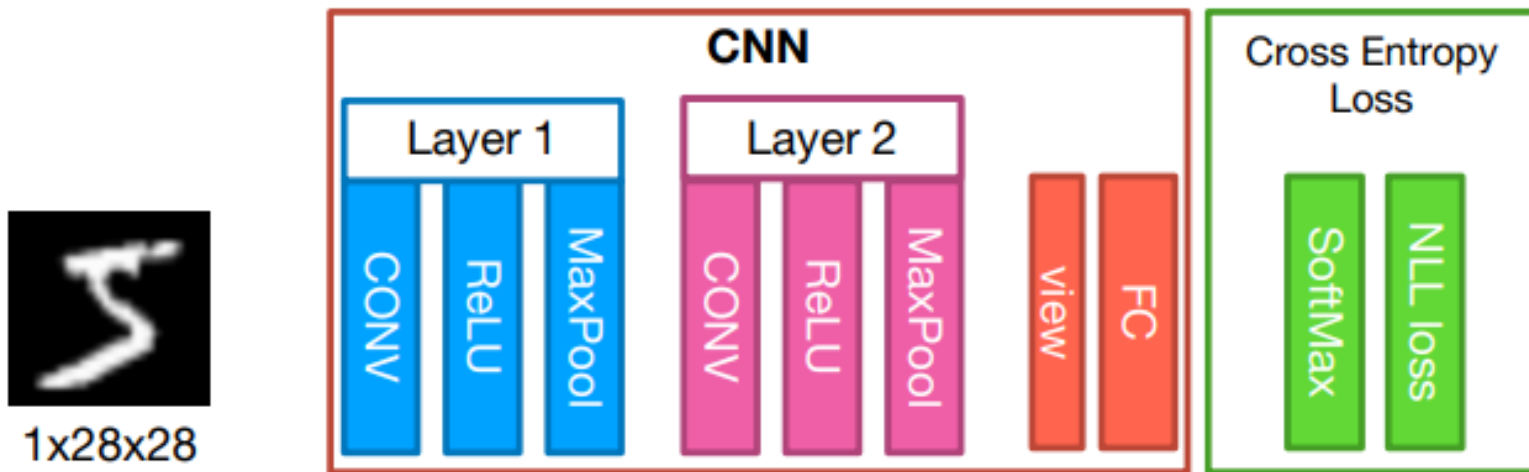 CNN
Cross Entropy
Loss
Layer 1
Layer 2
CONV
ReLU
MaxPool
CONV
ReLU
MaxPool
view
FC
SoftMax
NLL loss
1x28x28